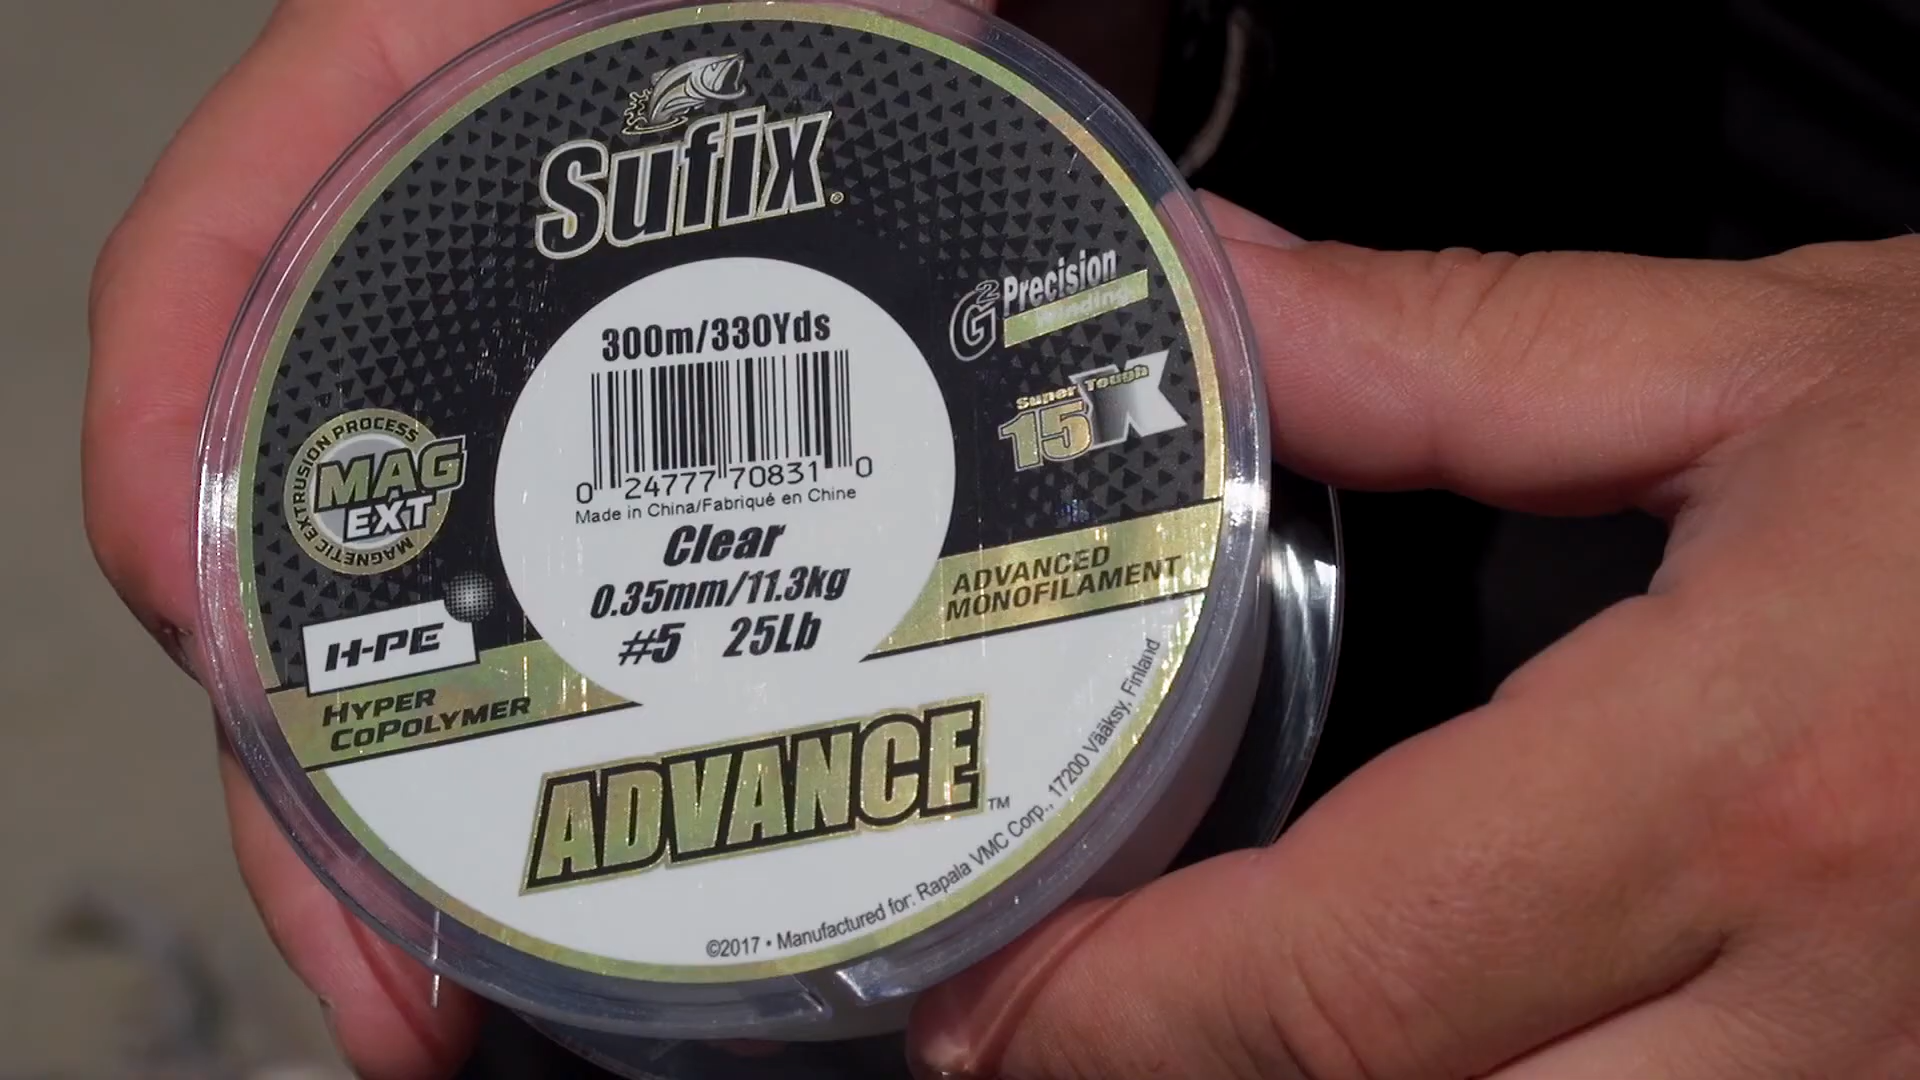 Sufix
300m/330Yds
0 24777 70831 0
Made in China/Fabriqué en Chine
Clear
0.35mm/11.3kg
#5 25Lb
G2 Precision
Winding
Super Tough
15X
EXTRUSION PROCESS
MAG
EXT
MAGNETIC
H-PE
HYPER
COPOLYMER
ADVANCED
MONOFILAMENT
ADVANCE™
©2017 • Manufactured for: Rapala VMC Corp., 17200 Vääksy, Finland